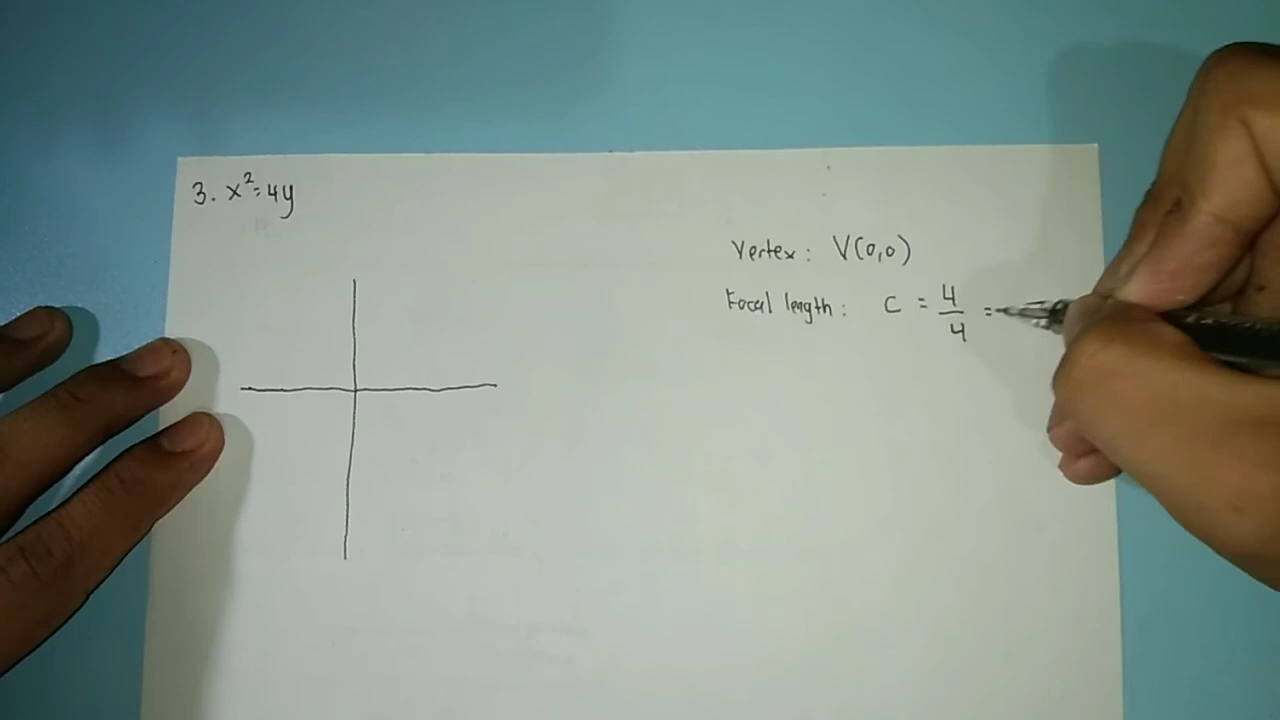 3. x²=4y
Vertex: V(0,0)
Focal length: C = 4/4 =